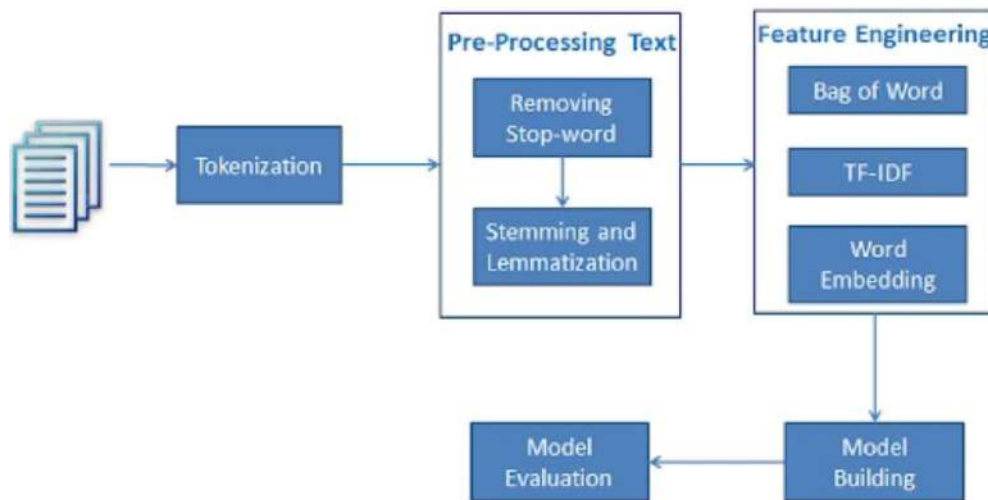 Pre-Processing Text
Feature Engineering
Removing
Stop-word
Bag of Word
Tokenization
TF-IDF
Stemming and
Lemmatization
Word
Embedding
Model
Evaluation
Model
Building